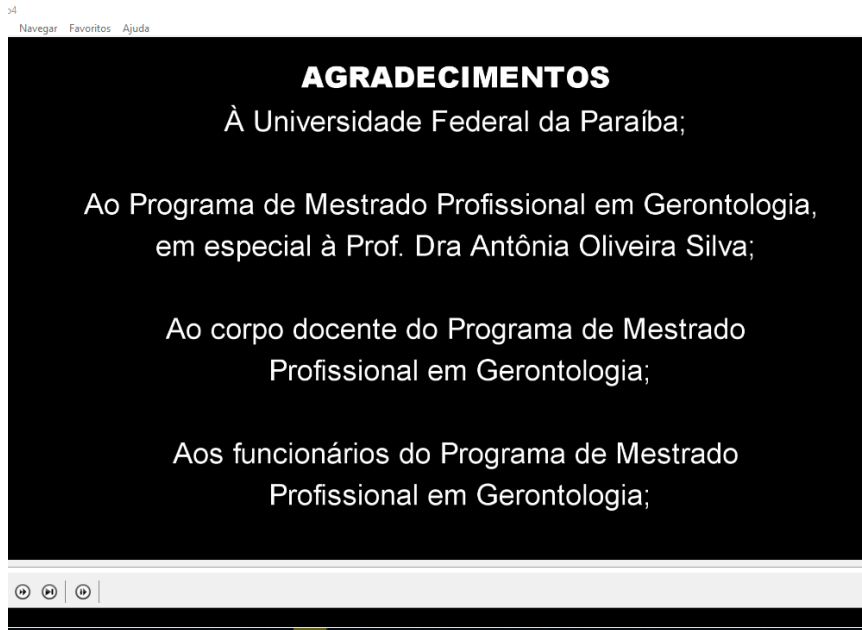 Navegar Favoritos Ajuda
AGRADECIMENTOS
À Universidade Federal da Paraíba;
Ao Programa de Mestrado Profissional em Gerontologia,
em especial à Prof. Dra Antônia Oliveira Silva;
Ao corpo docente do Programa de Mestrado
Profissional em Gerontologia;
Aos funcionários do Programa de Mestrado
Profissional em Gerontologia;